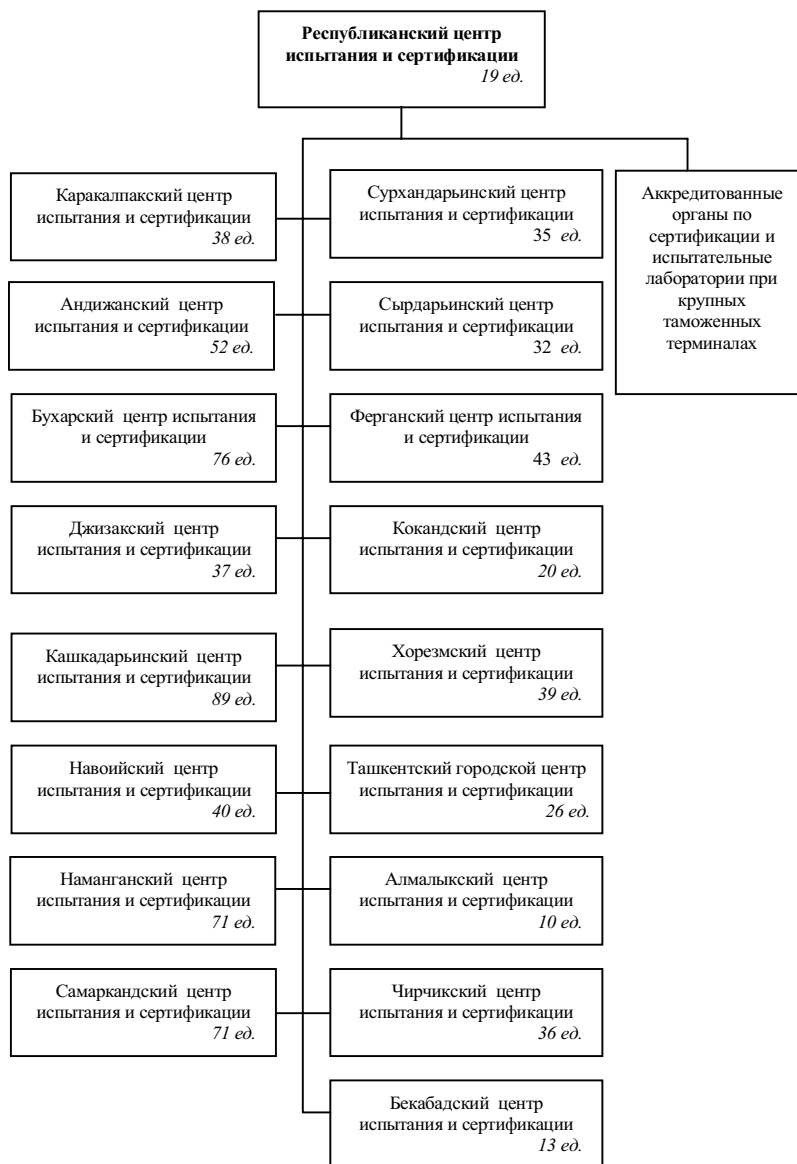 Республиканский центр
испытания и сертификации
19 ед.
Каракалпакский центр
испытания и сертификации
38 ед.
Сурхандарьинский центр
испытания и сертификации
35 ед.
Аккредитованные
органы по
сертификации и
испытательные
лаборатории при
крупных
таможенных
терминалах
Андижанский центр
испытания и сертификации
52 ед.
Сырдарьинский центр
испытания и сертификации
32 ед.
Бухарский центр испытания
и сертификации
76 ед.
Ферганский центр испытания
и сертификации
43 ед.
Джизакский центр
испытания и сертификации
37 ед.
Кокандский центр
испытания и сертификации
20 ед.
Кашкадарьинский центр
испытания и сертификации
89 ед.
Хорезмский центр
испытания и сертификации
39 ед.
Навоийский центр
испытания и сертификации
40 ед.
Ташкентский городской центр
испытания и сертификации
26 ед.
Наманганский центр
испытания и сертификации
71 ед.
Алмалыкский центр
испытания и сертификации
10 ед.
Самаркандский центр
испытания и сертификации
71 ед.
Чирчикский центр
испытания и сертификации
36 ед.
Бекабадский центр
испытания и сертификации
13 ед.